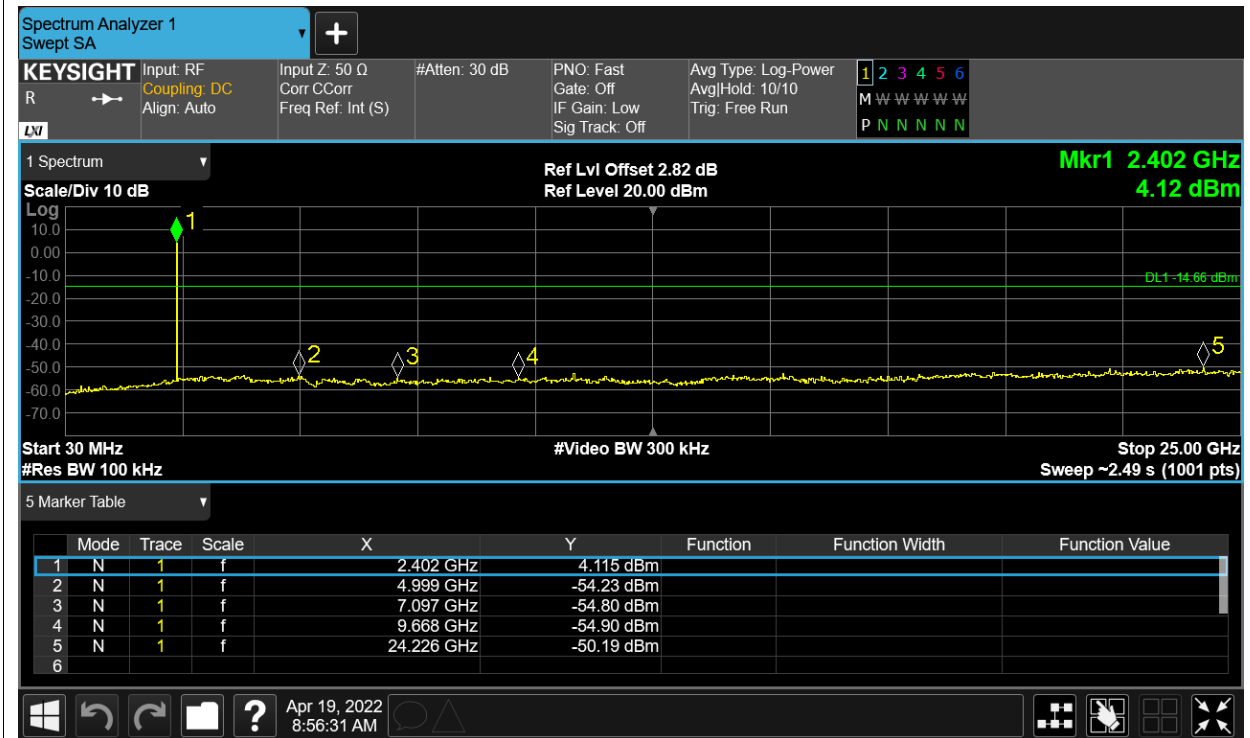 Spectrum Analyzer 1
Swept SA
KEYSIGHT
R
LXI
Input: RF
Coupling: DC
Align: Auto
Input Z: 50 Ω
Corr CCorr
Freq Ref: Int (S)
#Atten: 30 dB
PNO: Fast
Gate: Off
IF Gain: Low
Sig Track: Off
Avg Type: Log-Power
Avg|Hold: 10/10
Trig: Free Run
1 2 3 4 5 6
M W W W W W
P N N N N N
1 Spectrum
Scale/Div 10 dB
Ref Lvl Offset 2.82 dB
Ref Level 20.00 dBm
Mkr1 2.402 GHz
4.12 dBm
Log
10.0
0.00
-10.0
-20.0
-30.0
-40.0
-50.0
-60.0
-70.0
1
2
3
4
5
DL1 -14.66 dBm
Start 30 MHz
#Res BW 100 kHz
#Video BW 300 kHz
Stop 25.00 GHz
Sweep ~2.49 s (1001 pts)
5 Marker Table
Mode Trace Scale X Y Function Function Width Function Value
1 N 1 f 2.402 GHz 4.115 dBm
2 N 1 f 4.999 GHz -54.23 dBm
3 N 1 f 7.097 GHz -54.80 dBm
4 N 1 f 9.668 GHz -54.90 dBm
5 N 1 f 24.226 GHz -50.19 dBm
6
?
Apr 19, 2022
8:56:31 AM